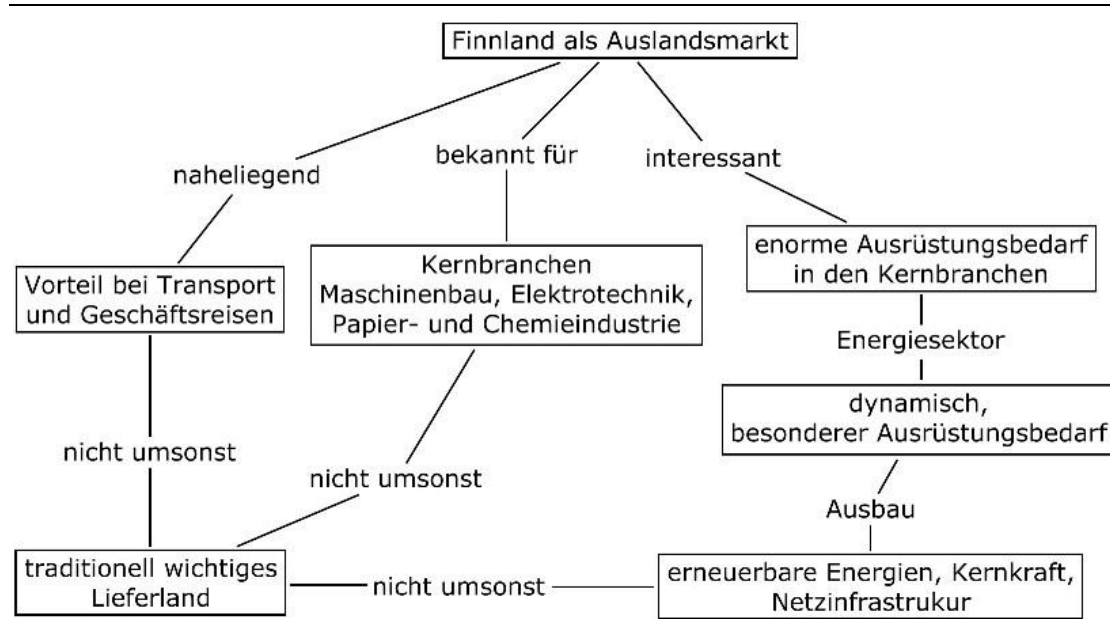 Finnland als Auslandsmarkt
naheliegend
bekannt für
interessant
Vorteil bei Transport
und Geschäftsreisen
Kernbranchen
Maschinenbau, Elektrotechnik,
Papier- und Chemieindustrie
enorme Ausrüstungsbedarf
in den Kernbranchen
Energiesektor
dynamisch,
besonderer Ausrüstungsbedarf
nicht umsonst
nicht umsonst
Ausbau
traditionell wichtiges
Lieferland
nicht umsonst
erneuerbare Energien, Kernkraft,
Netzinfrastrukur